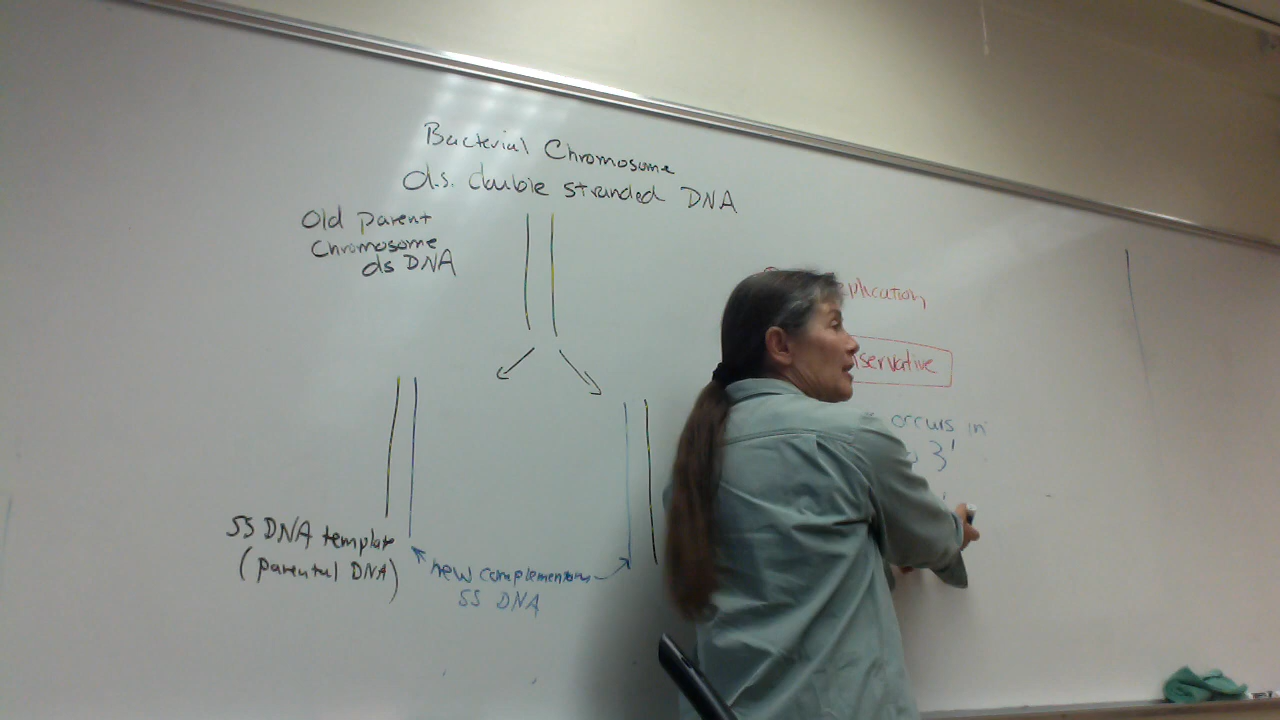 Bacterial Chromosome
d.s. double stranded DNA
Old parent
Chromosome
ds DNA
plication
servative
occurs in
3'
SS DNA template
(parental DNA)
new complementary
SS DNA